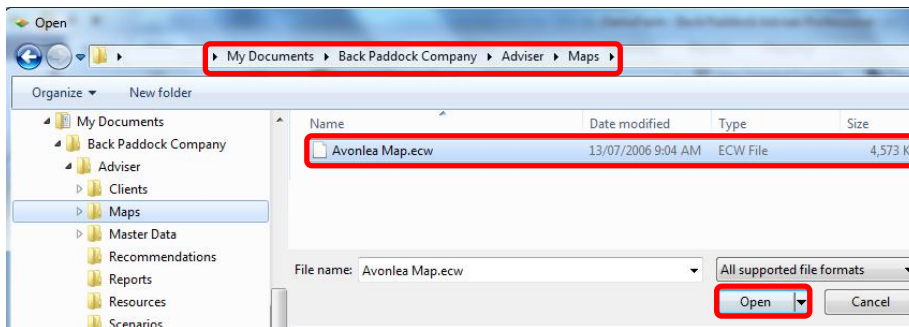 Open
My Documents Back Paddock Company Adviser Maps
Organize New folder
My Documents
Back Paddock Company
Adviser
Clients
Maps
Master Data
Recommendations
Reports
Resources
Scenarios
Name Date modified Type Size
Avonlea Map.ecw 13/07/2006 9:04 AM ECW File 4,573 K
File name: Avonlea Map.ecw All supported file formats
Open Cancel